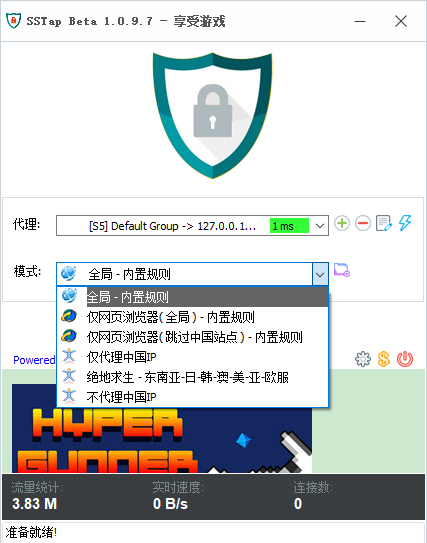 SSTap Beta 1.0.9.7 - 享受游戏
代理:
[S5] Default Group -> 127.0.0.1... 1 ms
模式:
全局 - 内置规则
全局 - 内置规则
仅网页浏览器(全局) - 内置规则
仅网页浏览器(跳过中国站点) - 内置规则
仅代理中国IP
绝地求生 - 东南亚-日-韩-澳-美-亚-欧服
不代理中国IP
Powered
HYPER
GUNNER
流量统计:
实时速度:
连接数:
3.83 M
0 B/s
0
准备就绪!